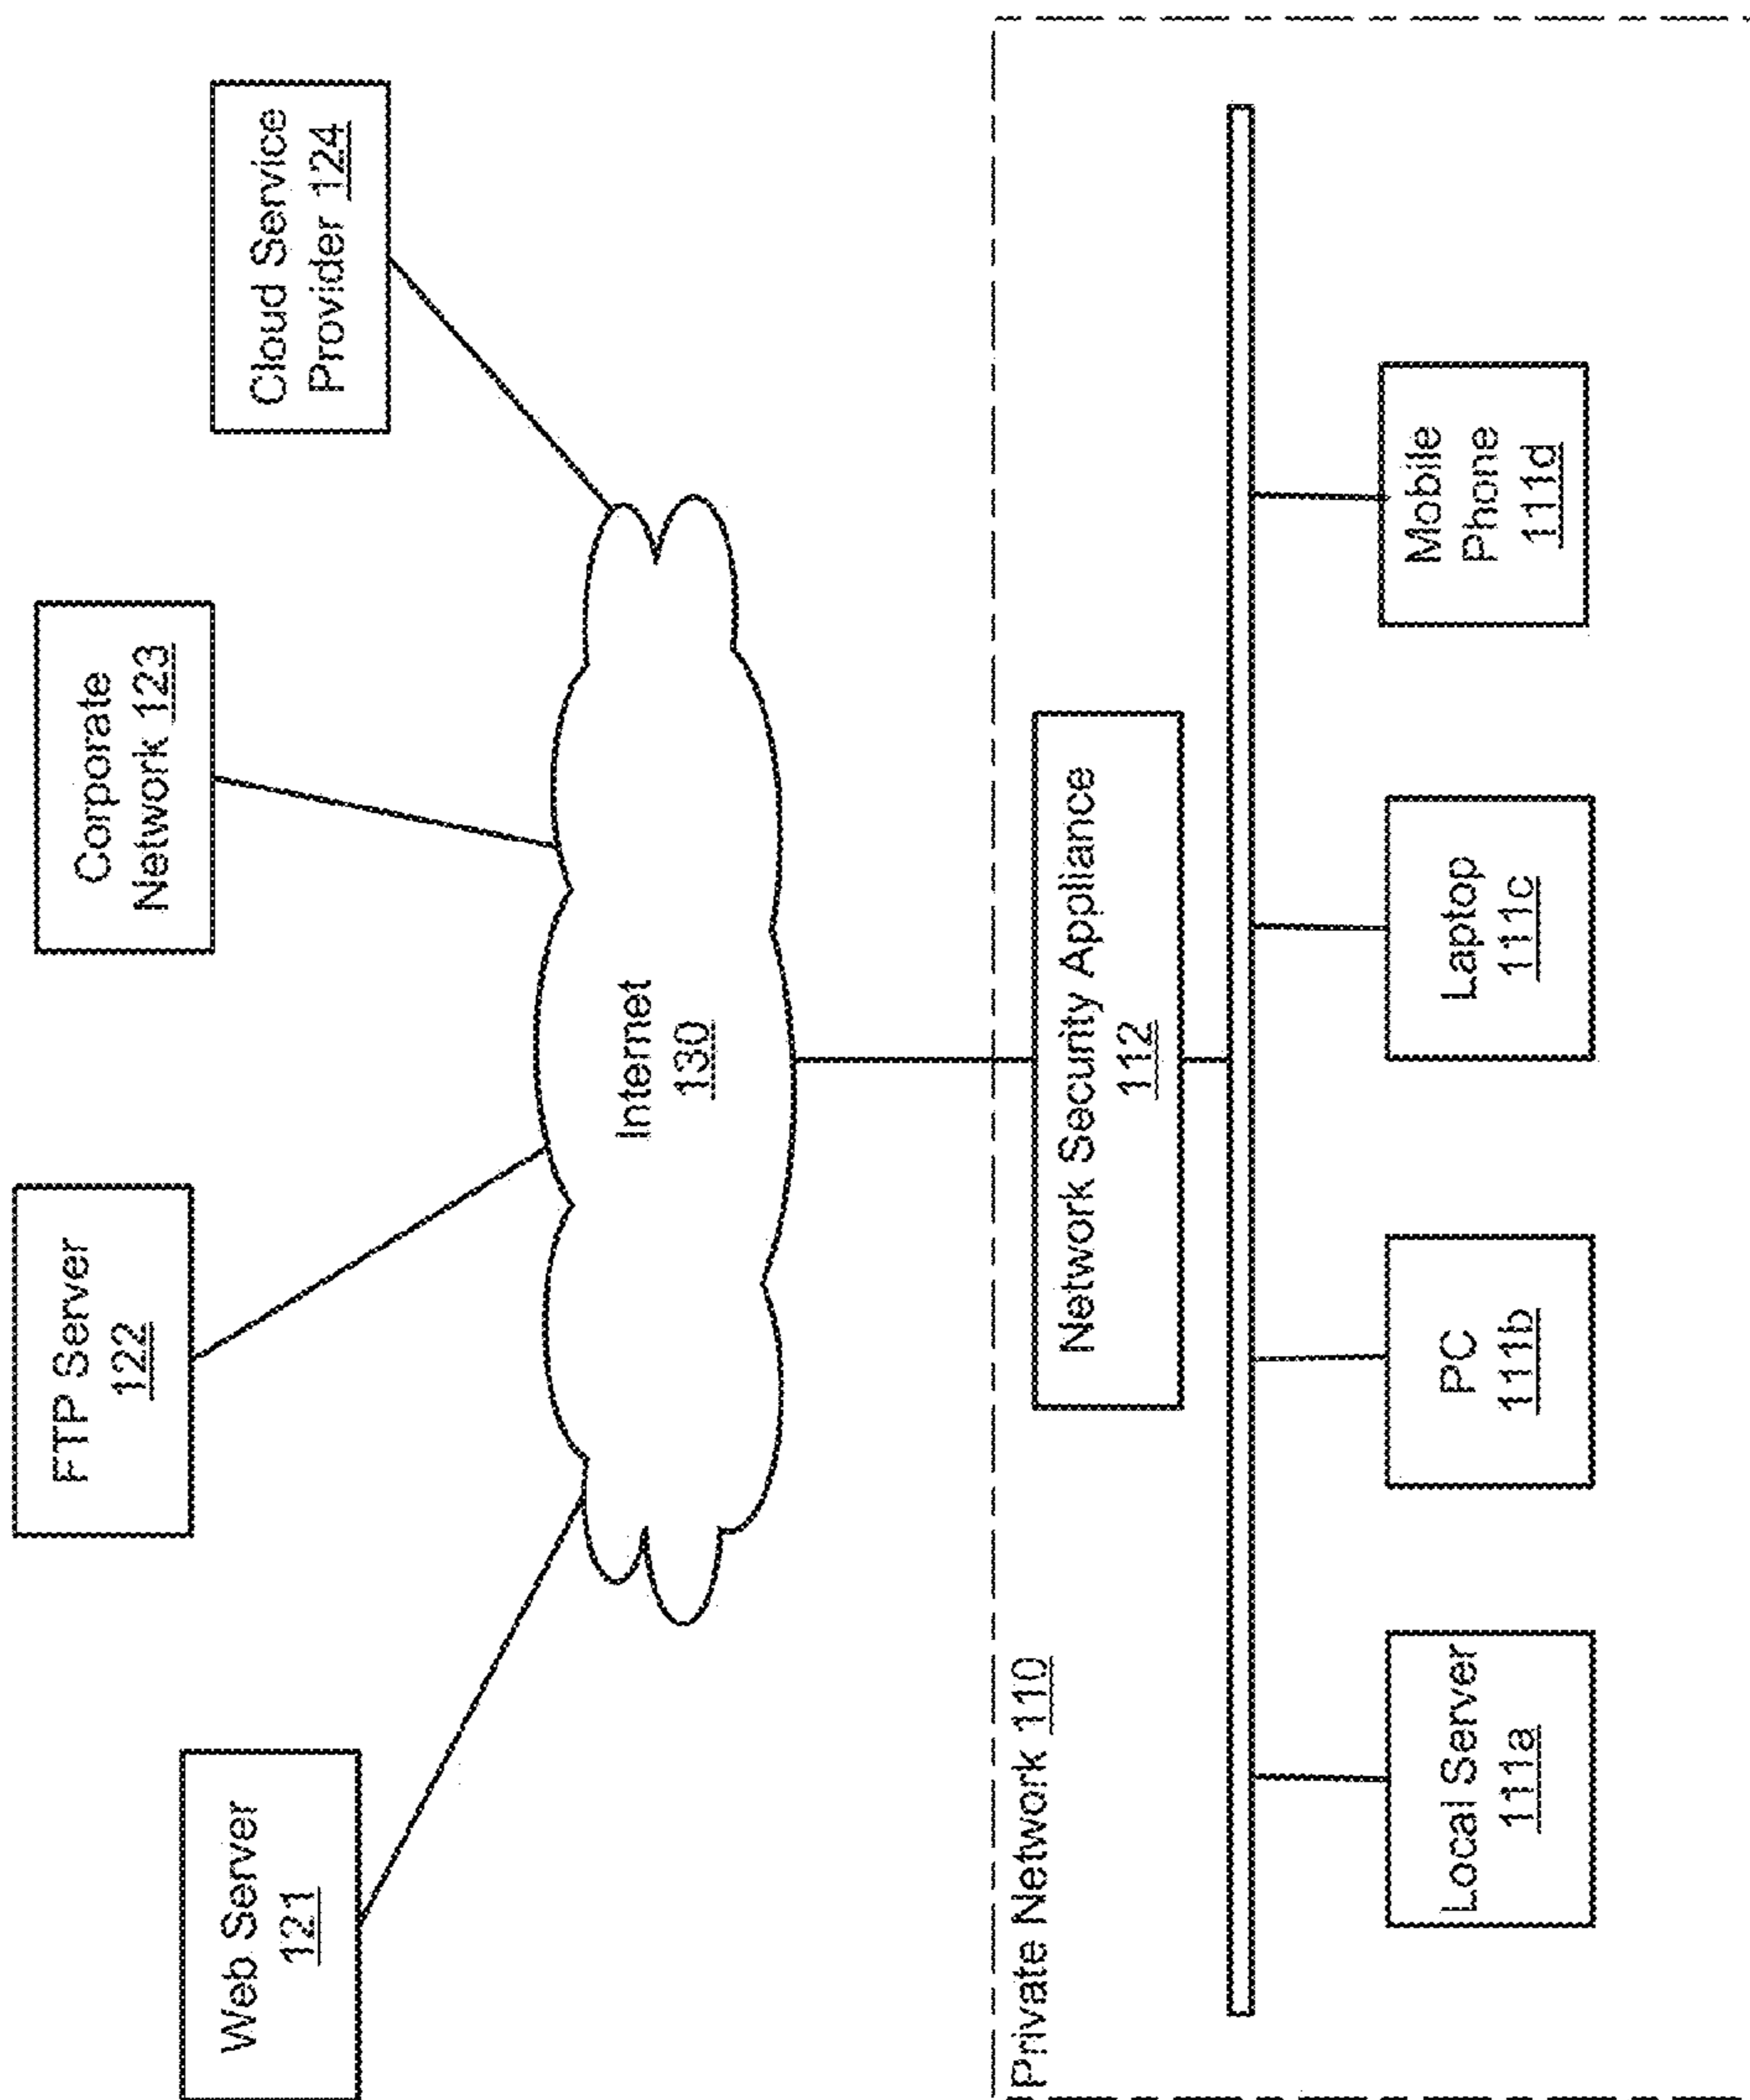 Web Server
121
FTP Server
122
Corporate
Network 123
Cloud Service
Provider 124
Internet
130
Private Network 110
Network Security Appliance
112
Local Server
111a
PC
111b
Laptop
111c
Mobile
Phone
111d